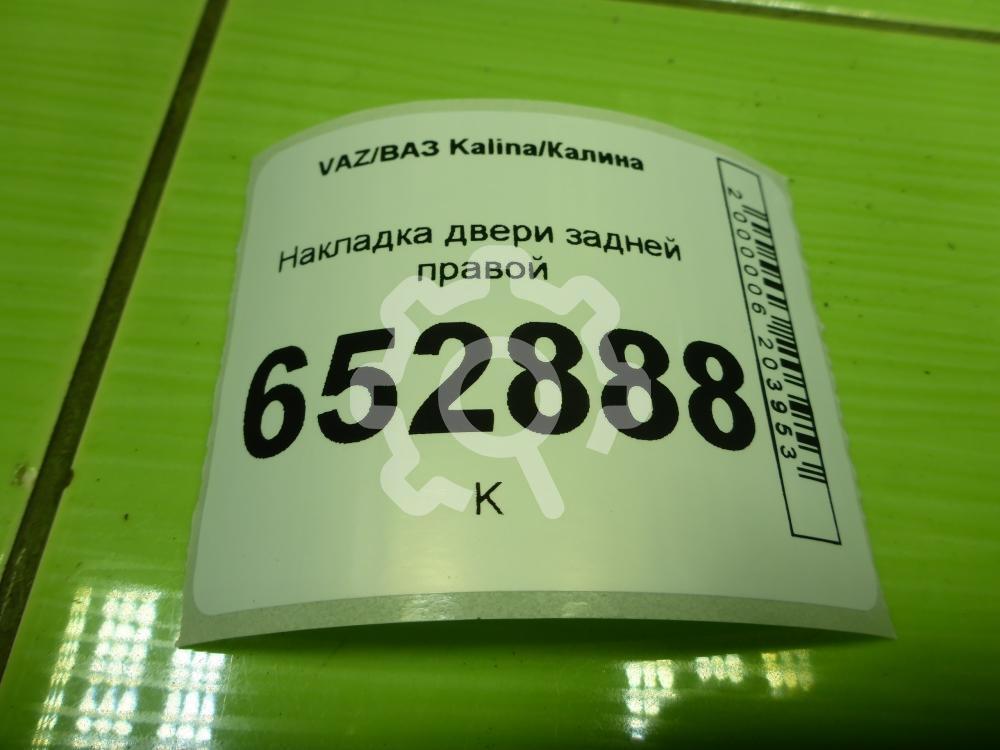 VAZ/ВАЗ Kalina/Калина
Накладка двери задней
правой
652888
К
2000006203953